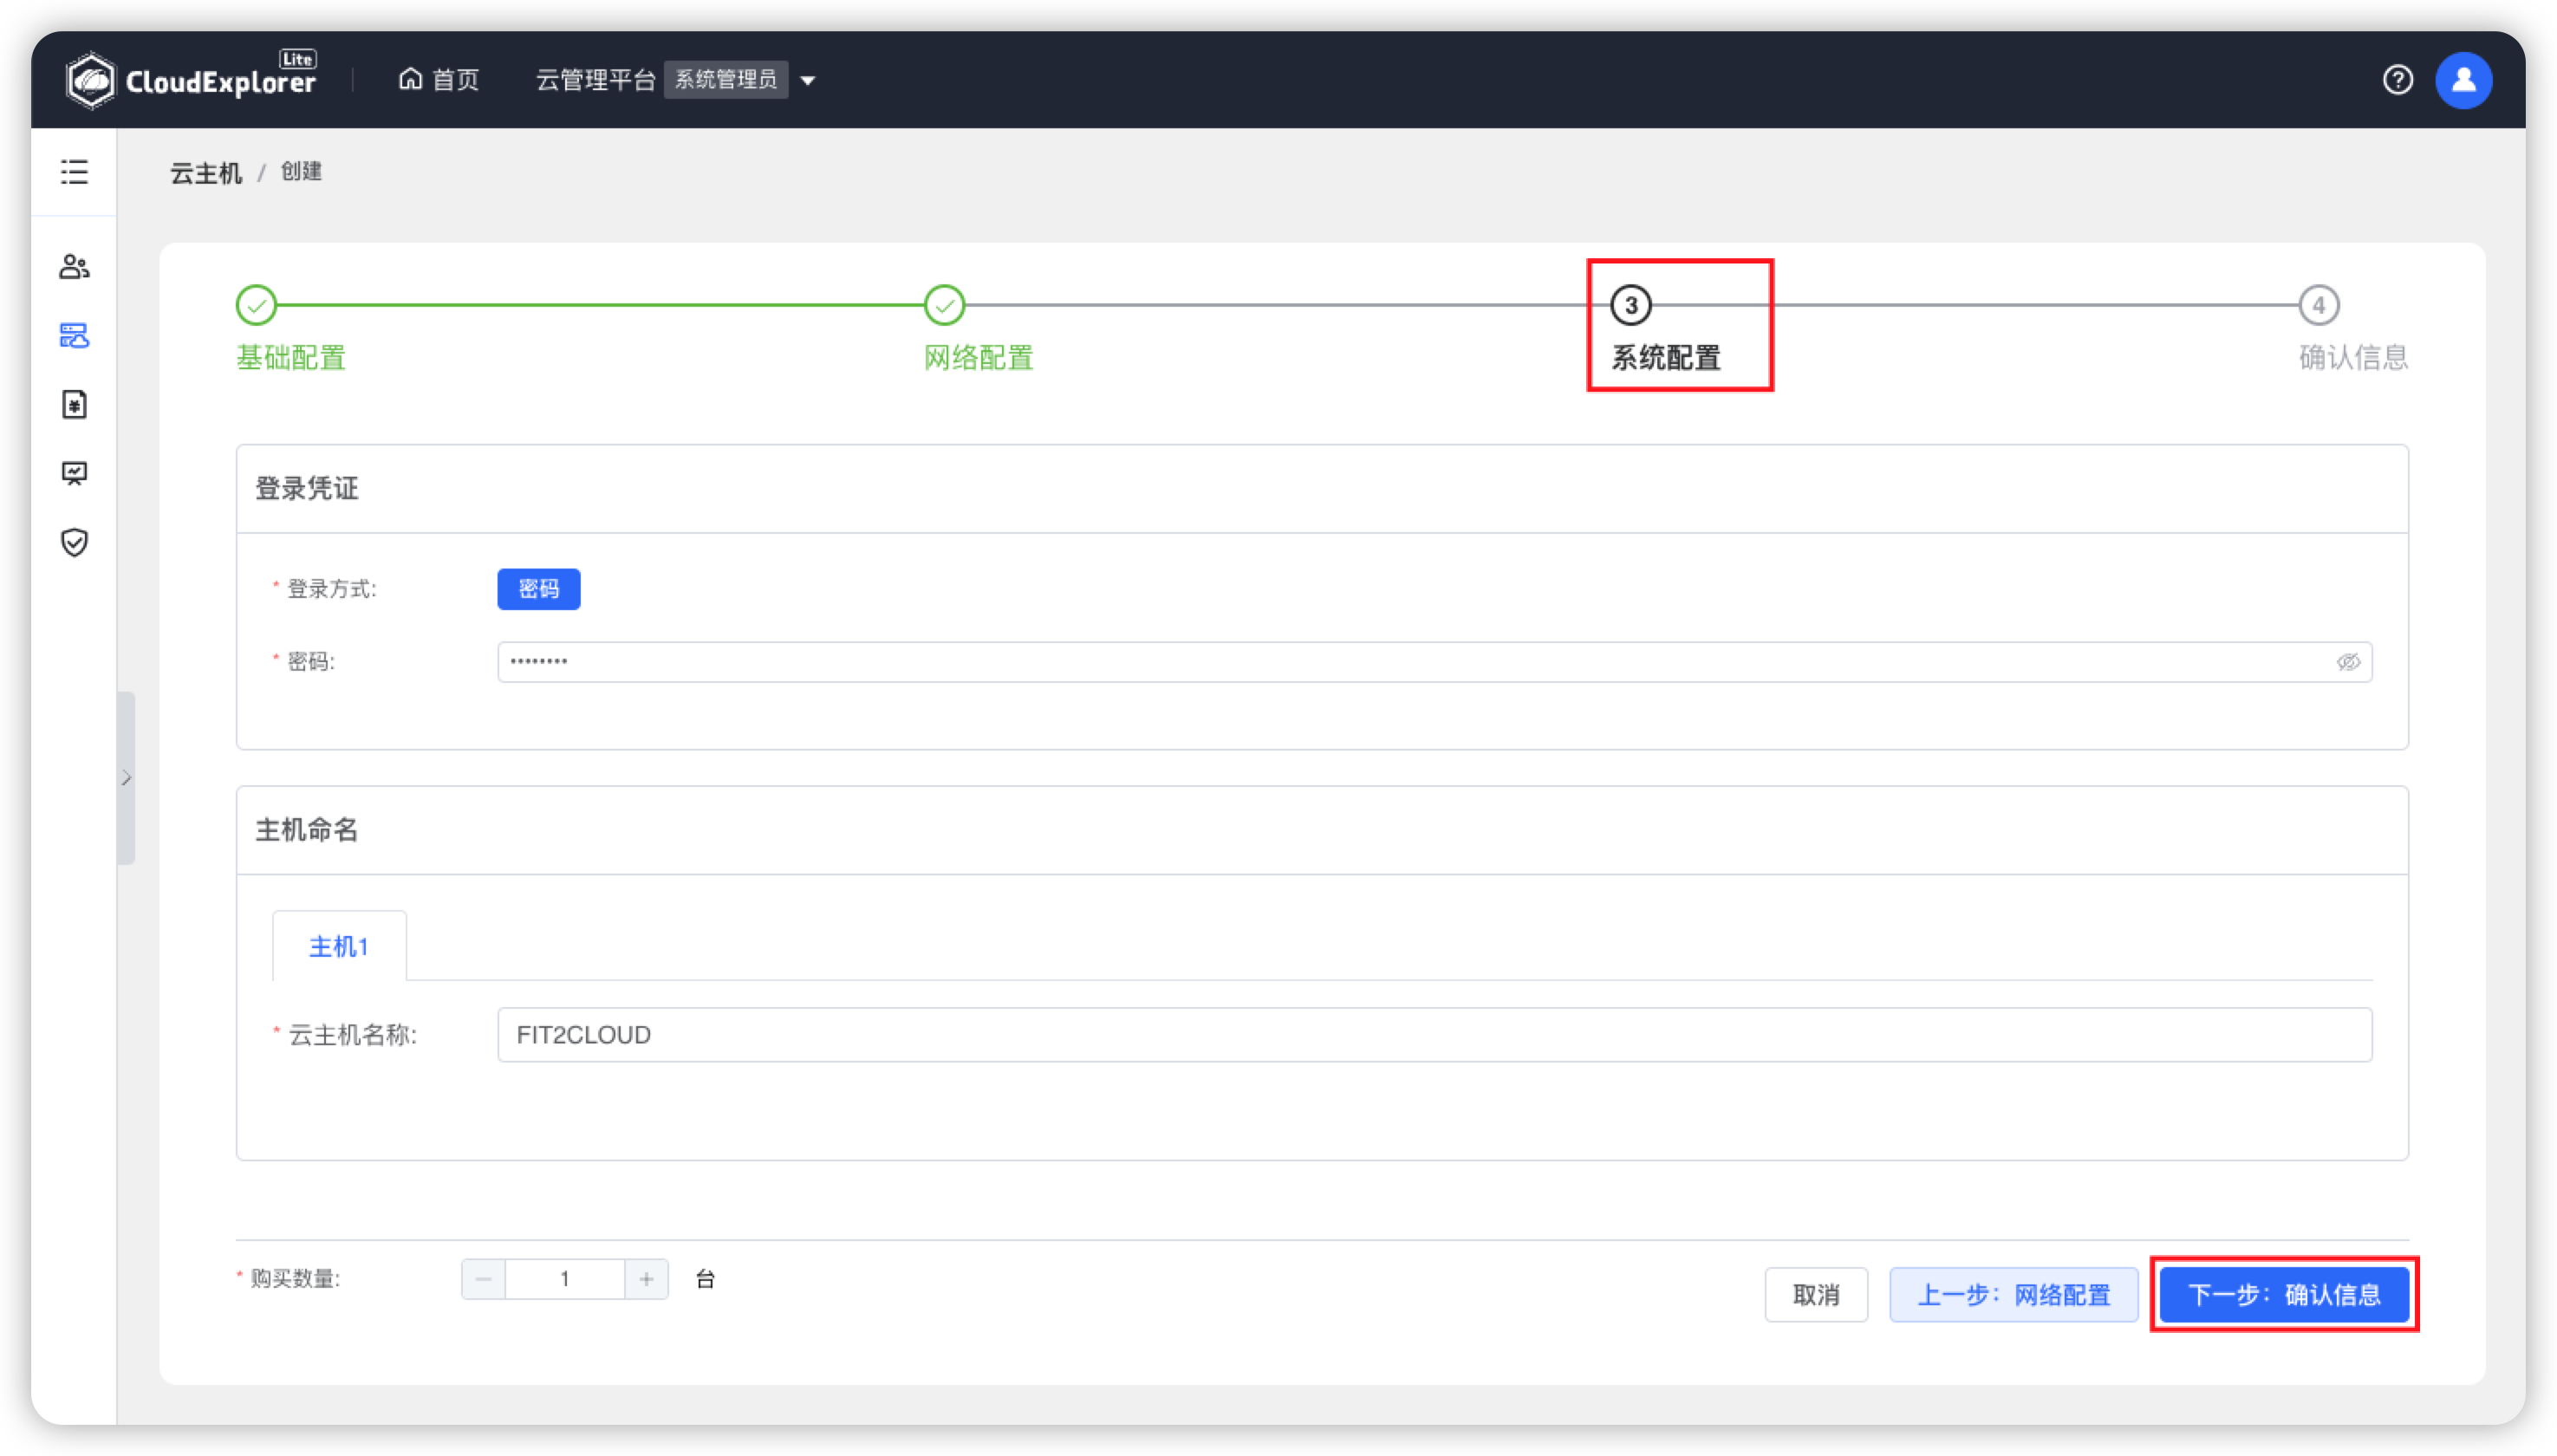 CloudExplorer Lite 首页 云管理平台 系统管理员
云主机 / 创建
3 4
基础配置 网络配置 系统配置 确认信息
登录凭证
* 登录方式: 密码
* 密码: ••••••••
主机命名
主机1
* 云主机名称: FIT2CLOUD
* 购买数量: − 1 + 台
取消 上一步：网络配置 下一步：确认信息